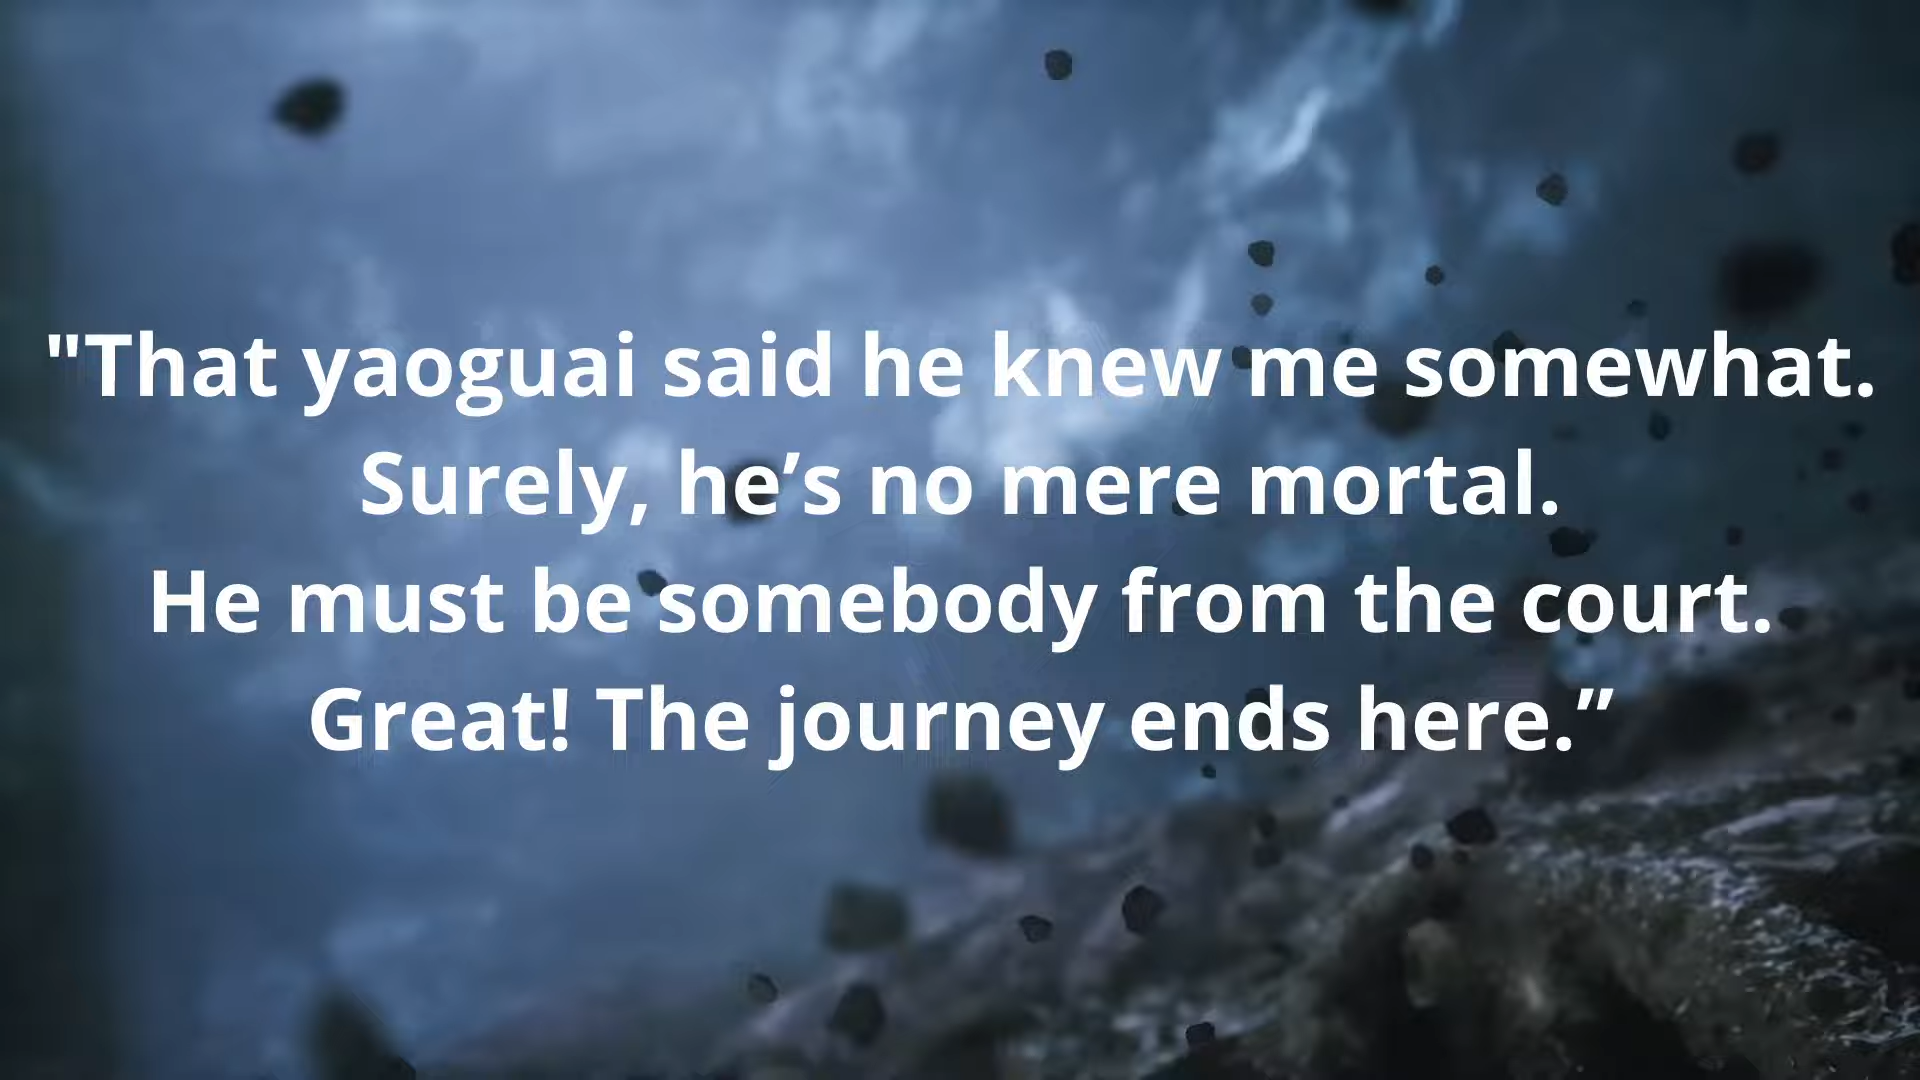 "That yaoguai said he knew me somewhat.
Surely, he’s no mere mortal.
He must be somebody from the court.
Great! The journey ends here.”